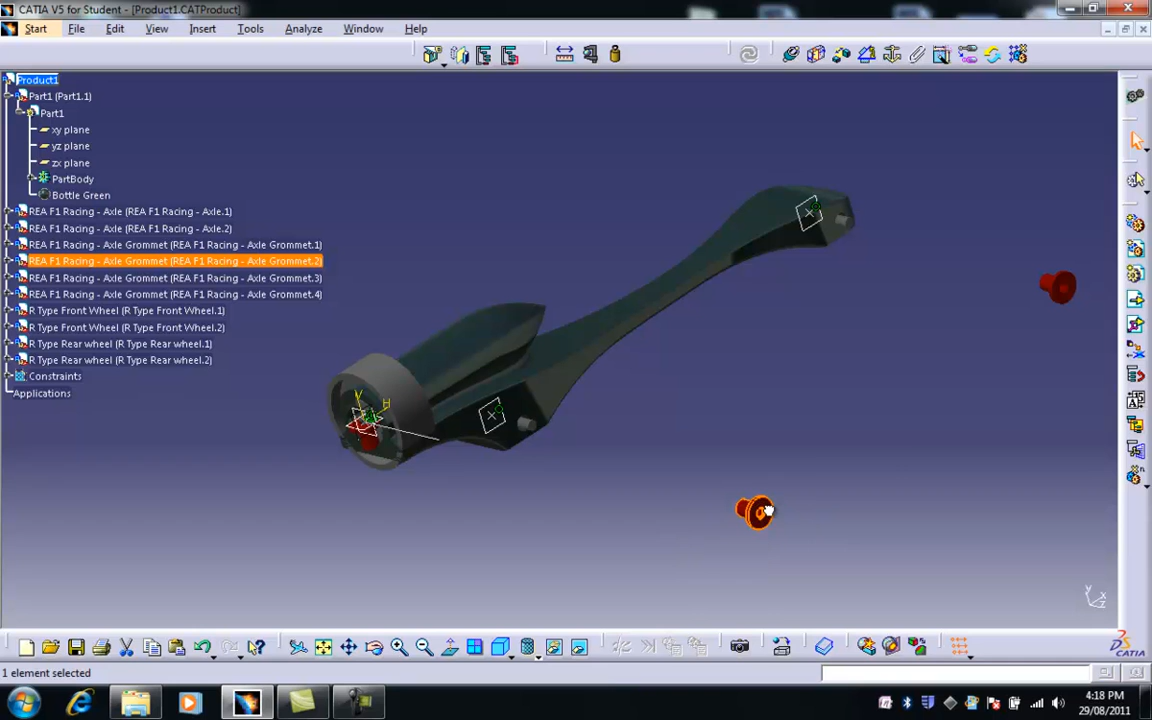 CATIA V5 for Student - [Product1.CATProduct]
Start File Edit View Insert Tools Analyze Window Help
Product1
Part1 (Part1.1)
Part1
xy plane
yz plane
zx plane
PartBody
Bottle Green
REA F1 Racing - Axle (REA F1 Racing - Axle.1)
REA F1 Racing - Axle (REA F1 Racing - Axle.2)
REA F1 Racing - Axle Grommet (REA F1 Racing - Axle Grommet.1)
REA F1 Racing - Axle Grommet (REA F1 Racing - Axle Grommet.2)
REA F1 Racing - Axle Grommet (REA F1 Racing - Axle Grommet.3)
REA F1 Racing - Axle Grommet (REA F1 Racing - Axle Grommet.4)
R Type Front Wheel (R Type Front Wheel.1)
R Type Front Wheel (R Type Front Wheel.2)
R Type Rear wheel (R Type Rear wheel.1)
R Type Rear wheel (R Type Rear wheel.2)
Constraints
Applications
V
H
y x
z
CATIA
1 element selected
4:18 PM
29/08/2011